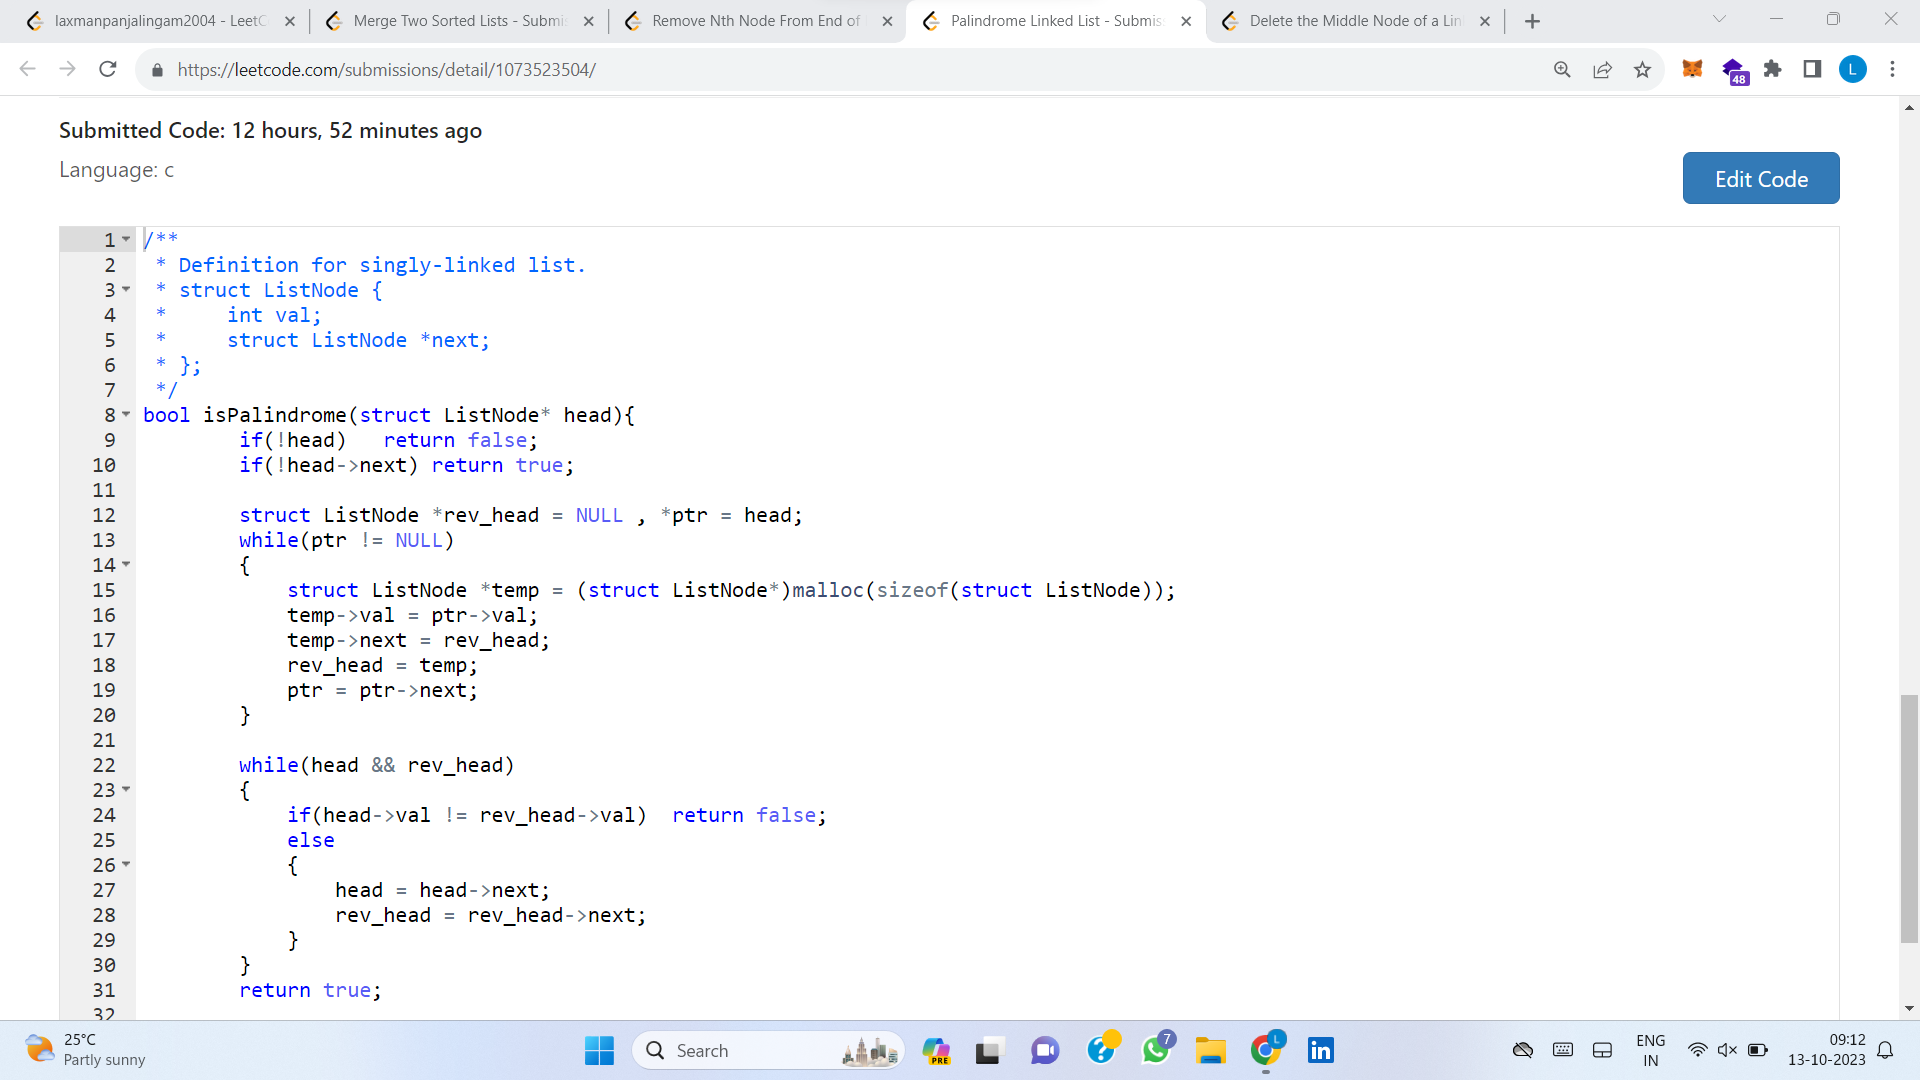 laxmanpanjalingam2004 - LeetC
Merge Two Sorted Lists - Submi
Remove Nth Node From End of
Palindrome Linked List - Submis
Delete the Middle Node of a Lin
https://leetcode.com/submissions/detail/1073523504/
48
L
Submitted Code: 12 hours, 52 minutes ago
Language: c
Edit Code
1 /**
2 * Definition for singly-linked list.
3 * struct ListNode {
4 *     int val;
5 *     struct ListNode *next;
6 * };
7 */
8 bool isPalindrome(struct ListNode* head){
9         if(!head)   return false;
10         if(!head->next) return true;
11
12         struct ListNode *rev_head = NULL , *ptr = head;
13         while(ptr != NULL)
14         {
15             struct ListNode *temp = (struct ListNode*)malloc(sizeof(struct ListNode));
16             temp->val = ptr->val;
17             temp->next = rev_head;
18             rev_head = temp;
19             ptr = ptr->next;
20         }
21
22         while(head && rev_head)
23         {
24             if(head->val != rev_head->val)  return false;
25             else
26             {
27                 head = head->next;
28                 rev_head = rev_head->next;
29             }
30         }
31         return true;
32
25°C
Partly sunny
Search
PRE
7
L
in
ENG
IN
09:12
13-10-2023